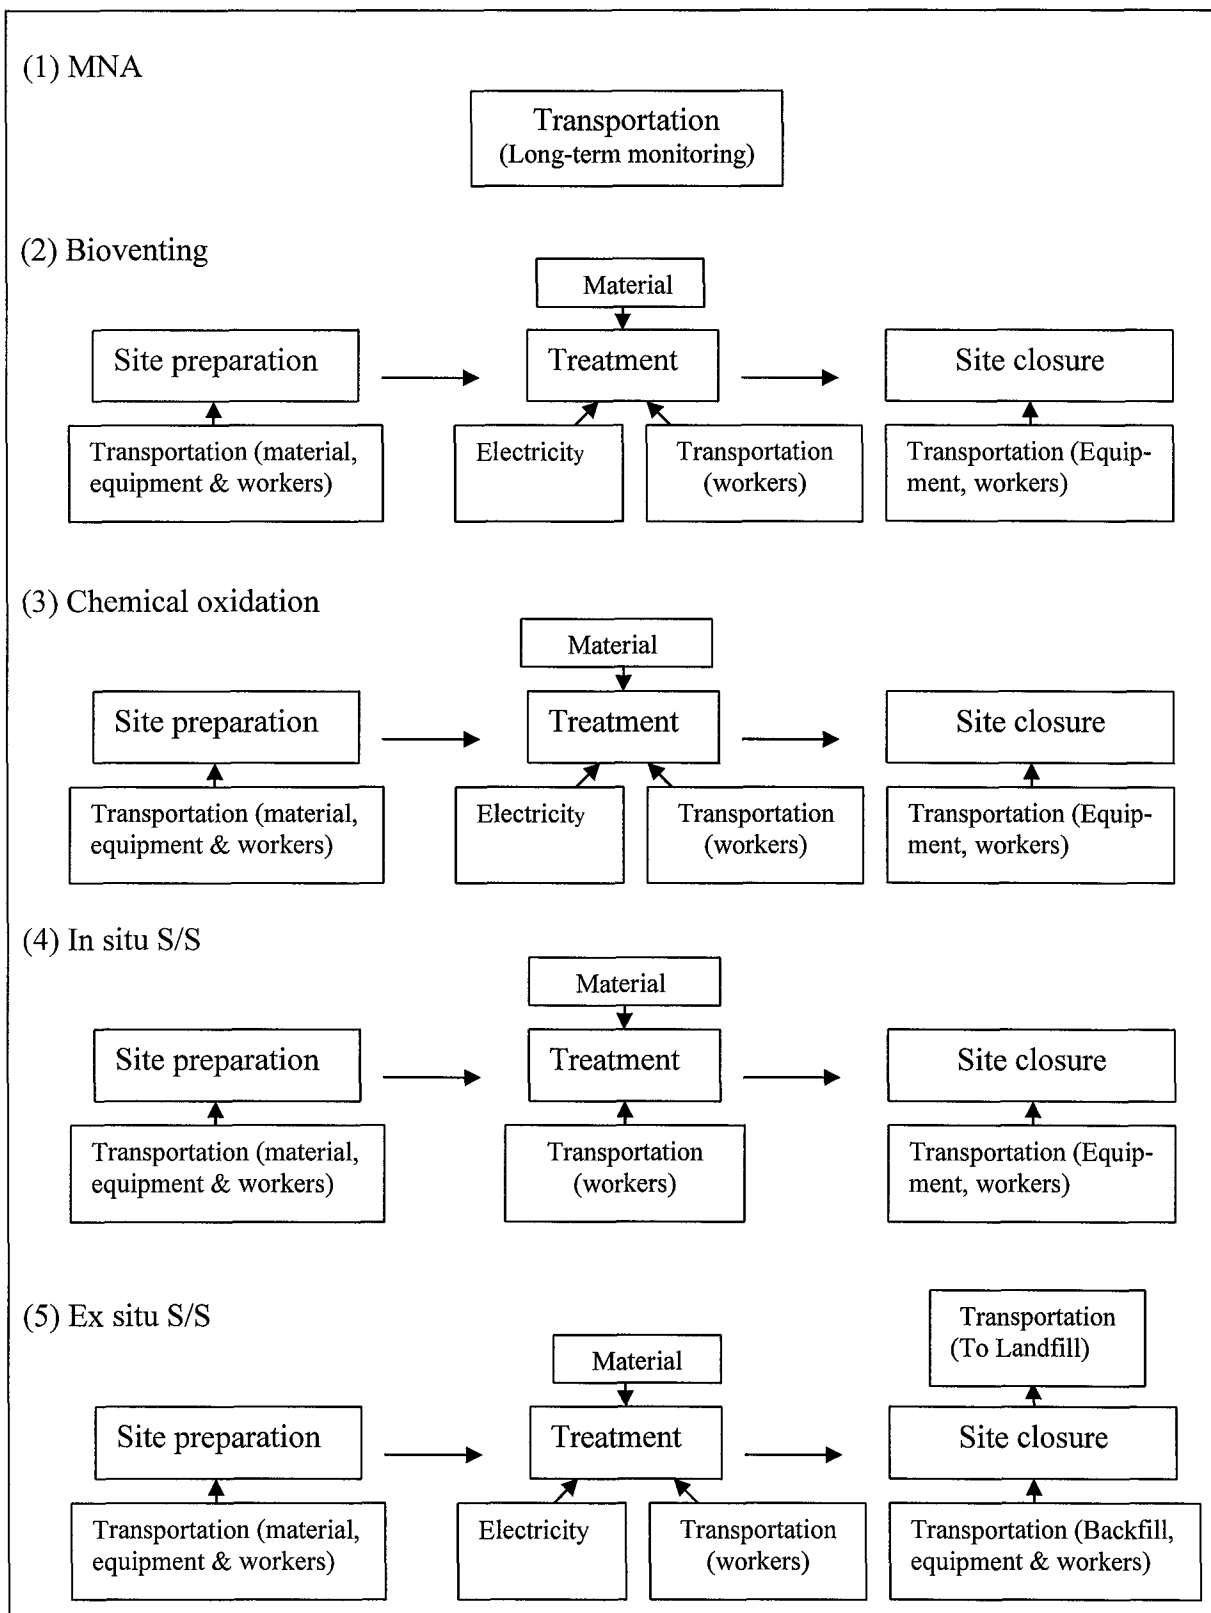 (1) MNA
Transportation
(Long-term monitoring)
(2) Bioventing
Material
Site preparation
Treatment
Site closure
Transportation (material,
equipment & workers)
Electricity
Transportation
(workers)
Transportation (Equip-
ment, workers)
(3) Chemical oxidation
Material
Site preparation
Treatment
Site closure
Transportation (material,
equipment & workers)
Electricity
Transportation
(workers)
Transportation (Equip-
ment, workers)
(4) In situ S/S
Material
Site preparation
Treatment
Site closure
Transportation (material,
equipment & workers)
Transportation
(workers)
Transportation (Equip-
ment, workers)
(5) Ex situ S/S
Transportation
(To Landfill)
Material
Site preparation
Treatment
Site closure
Transportation (material,
equipment & workers)
Electricity
Transportation
(workers)
Transportation (Backfill,
equipment & workers)